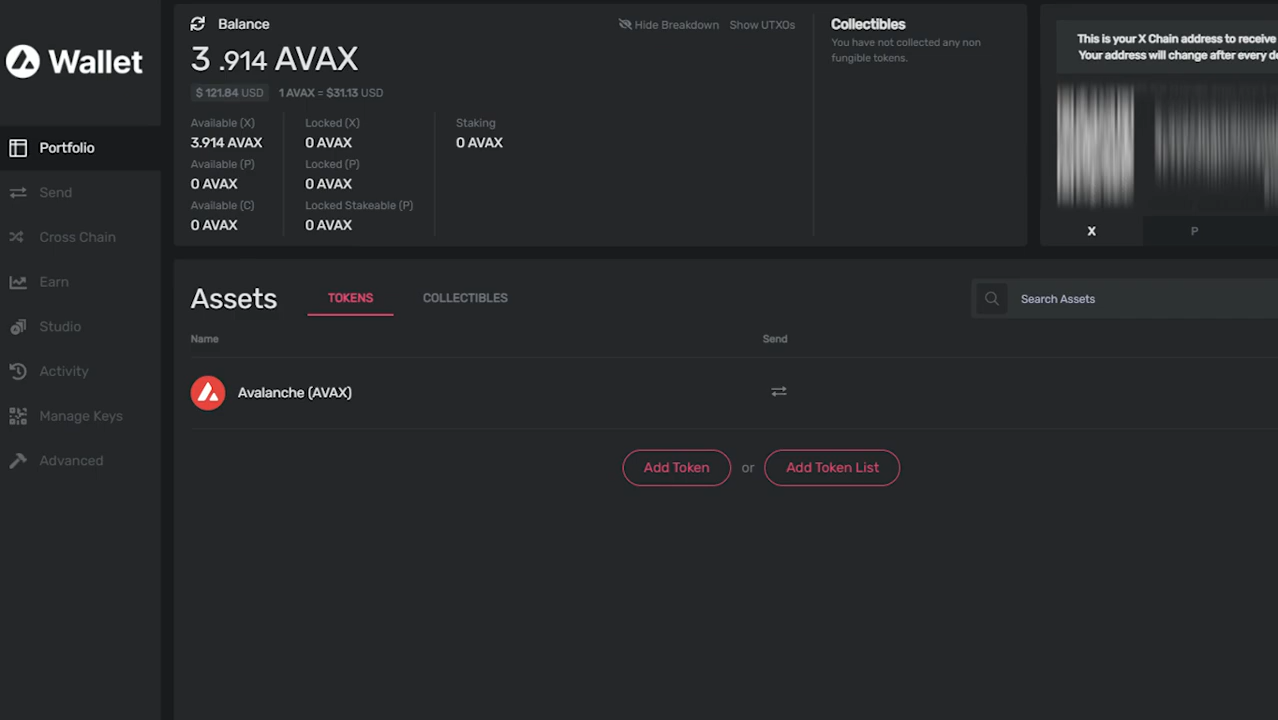 Wallet
Portfolio
Send
Cross Chain
Earn
Studio
Activity
Manage Keys
Advanced
Balance
Hide Breakdown Show UTXOs
3 .914 AVAX
$ 121.84 USD 1 AVAX = $31.13 USD
Available (X) Locked (X) Staking
3.914 AVAX 0 AVAX 0 AVAX
Available (P) Locked (P)
0 AVAX 0 AVAX
Available (C) Locked Stakeable (P)
0 AVAX 0 AVAX
Collectibles
You have not collected any non
fungible tokens.
This is your X Chain address to receive
Your address will change after every de
X P
Assets TOKENS COLLECTIBLES
Search Assets
Name Send
Avalanche (AVAX)
Add Token or Add Token List